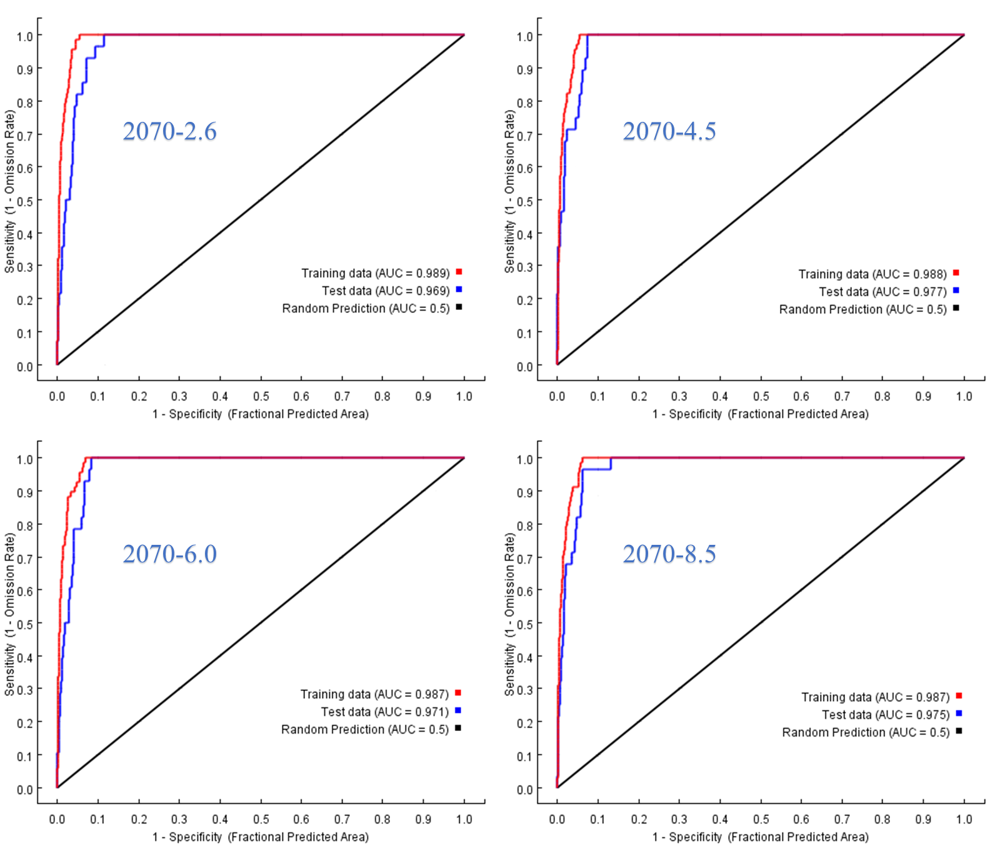 1.0
0.9
0.8
0.7
0.6
0.5
0.4
0.3
0.2
0.1
0.0
Sensitivity (1 - Omission Rate)
2070-2.6
Training data (AUC = 0.989)
Test data (AUC = 0.969)
Random Prediction (AUC = 0.5)
0.0 0.1 0.2 0.3 0.4 0.5 0.6 0.7 0.8 0.9 1.0
1 - Specificity (Fractional Predicted Area)
1.0
0.9
0.8
0.7
0.6
0.5
0.4
0.3
0.2
0.1
0.0
Sensitivity (1 - Omission Rate)
2070-4.5
Training data (AUC = 0.988)
Test data (AUC = 0.977)
Random Prediction (AUC = 0.5)
0.0 0.1 0.2 0.3 0.4 0.5 0.6 0.7 0.8 0.9 1.0
1 - Specificity (Fractional Predicted Area)
1.0
0.9
0.8
0.7
0.6
0.5
0.4
0.3
0.2
0.1
0.0
Sensitivity (1 - Omission Rate)
2070-6.0
Training data (AUC = 0.987)
Test data (AUC = 0.971)
Random Prediction (AUC = 0.5)
0.0 0.1 0.2 0.3 0.4 0.5 0.6 0.7 0.8 0.9 1.0
1 - Specificity (Fractional Predicted Area)
1.0
0.9
0.8
0.7
0.6
0.5
0.4
0.3
0.2
0.1
0.0
Sensitivity (1 - Omission Rate)
2070-8.5
Training data (AUC = 0.987)
Test data (AUC = 0.975)
Random Prediction (AUC = 0.5)
0.0 0.1 0.2 0.3 0.4 0.5 0.6 0.7 0.8 0.9 1.0
1 - Specificity (Fractional Predicted Area)